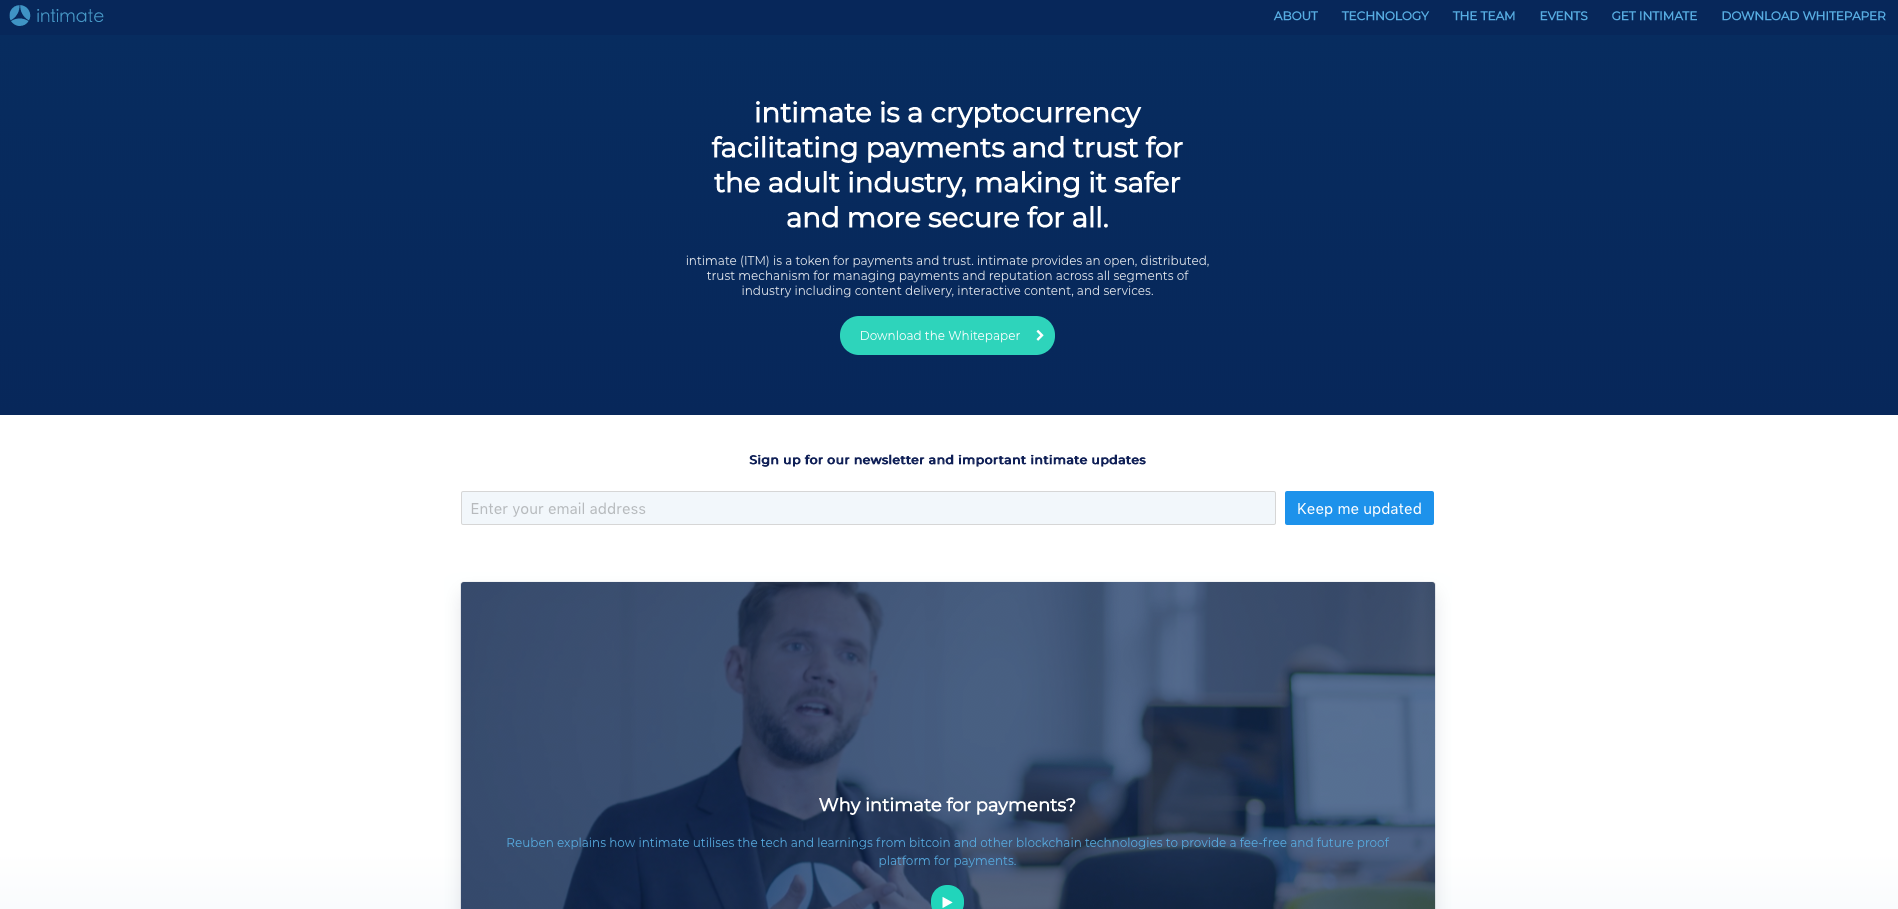 intimate
ABOUT TECHNOLOGY THE TEAM EVENTS GET INTIMATE DOWNLOAD WHITEPAPER
intimate is a cryptocurrency
facilitating payments and trust for
the adult industry, making it safer
and more secure for all.
intimate (ITM) is a token for payments and trust. intimate provides an open, distributed,
trust mechanism for managing payments and reputation across all segments of
industry including content delivery, interactive content, and services.
Download the Whitepaper
Sign up for our newsletter and important intimate updates
Enter your email address
Keep me updated
Why intimate for payments?
Reuben explains how intimate utilises the tech and learnings from bitcoin and other blockchain technologies to provide a fee-free and future proof
platform for payments.